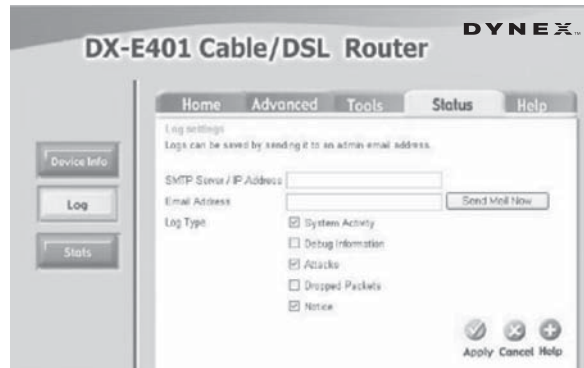 DYNEX™
DX-E401 Cable/DSL Router
Home Advanced Tools Status Help
Log settings
Logs can be saved by sending it to an admin email address.
Device Info
Log
Stats
SMTP Server / IP Address
Email Address Send Mail Now
Log Type System Activity
Debug Information
Attacks
Dropped Packets
Notice
Apply Cancel Help